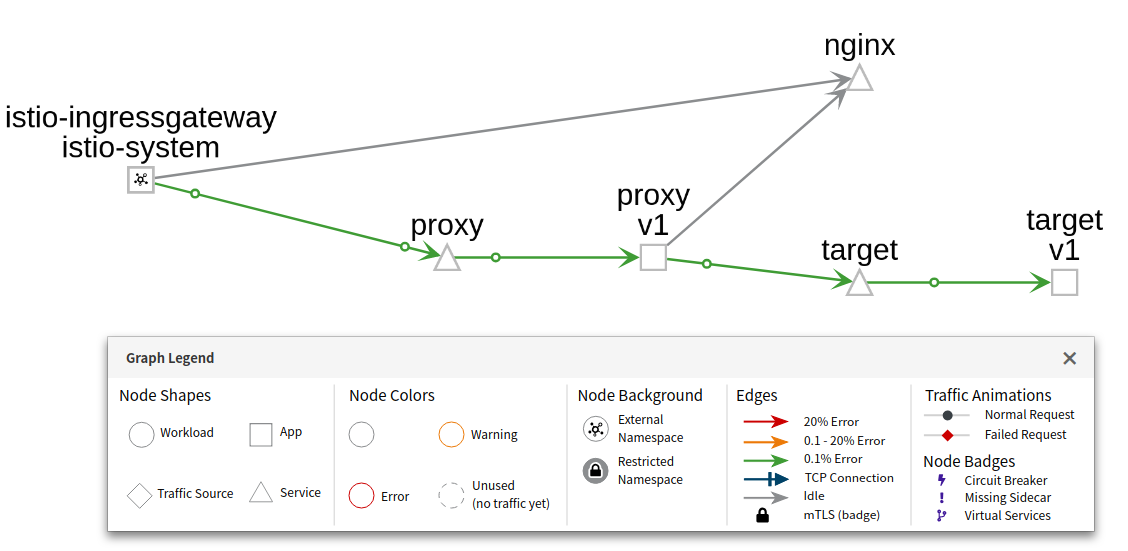 nginx
istio-ingressgateway
istio-system
proxy
proxy
v1
target
target
v1
Graph Legend
Node Shapes
Workload
App
Traffic Source
Service
Node Colors
Warning
Error
Unused
(no traffic yet)
Node Background
External
Namespace
Restricted
Namespace
Edges
20% Error
0.1 - 20% Error
0.1% Error
TCP Connection
Idle
mTLS (badge)
Traffic Animations
Normal Request
Failed Request
Node Badges
Circuit Breaker
Missing Sidecar
Virtual Services